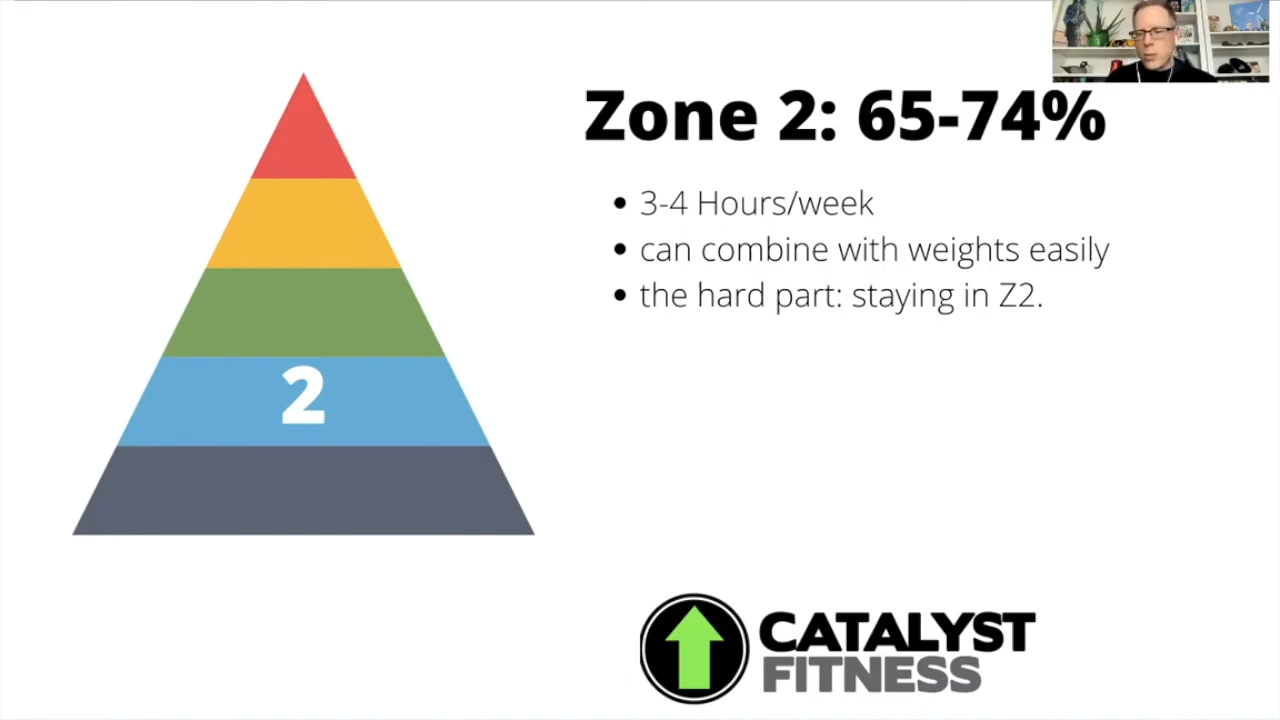 Zone 2: 65-74%
3-4 Hours/week
can combine with weights easily
the hard part: staying in Z2.
2
CATALYST
FITNESS